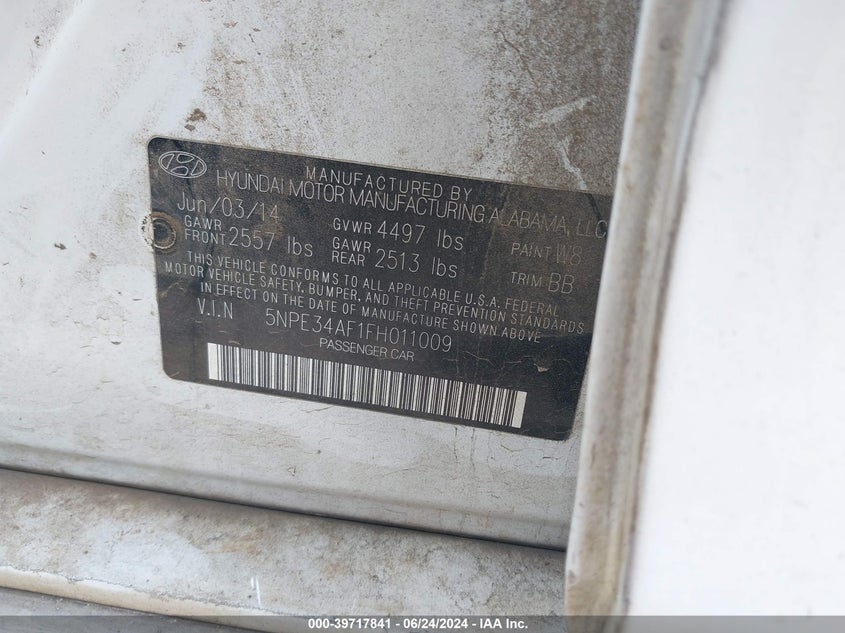 MANUFACTURED BY
HYUNDAI MOTOR MANUFACTURING ALABAMA, LLC
Jun/03/14 GVWR 4497 lbs PAINT W8
GAWR FRONT 2557 lbs GAWR REAR 2513 lbs TRIM BB
THIS VEHICLE CONFORMS TO ALL APPLICABLE U.S.A. FEDERAL
MOTOR VEHICLE SAFETY, BUMPER, AND THEFT PREVENTION STANDARDS
IN EFFECT ON THE DATE OF MANUFACTURE SHOWN ABOVE
V.I.N 5NPE34AF1FH011009
PASSENGER CAR
000-39717841 - 06/24/2024 - IAA Inc.